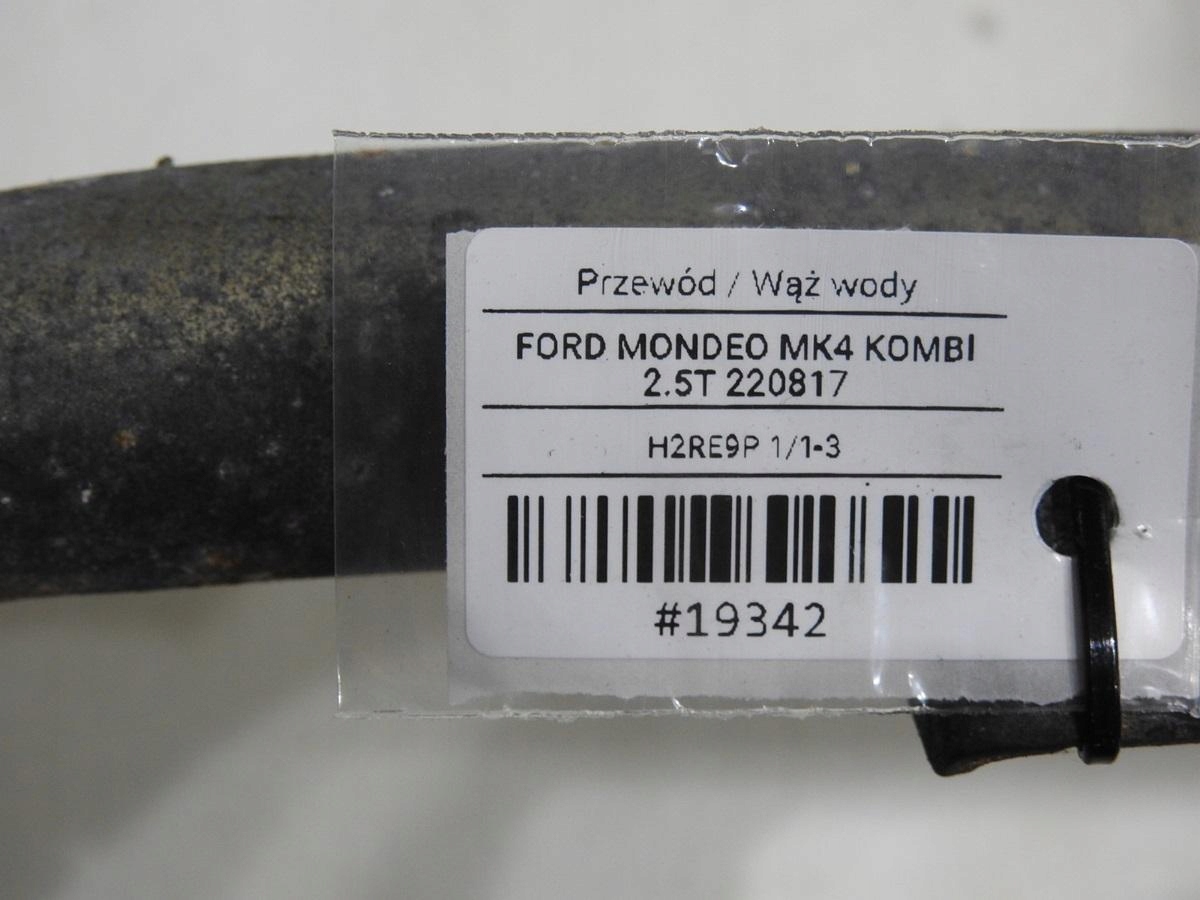 Przewód / Wąż wody
FORD MONDEO MK4 KOMBI
2.5T 220817
H2RE9P 1/1-3
#19342